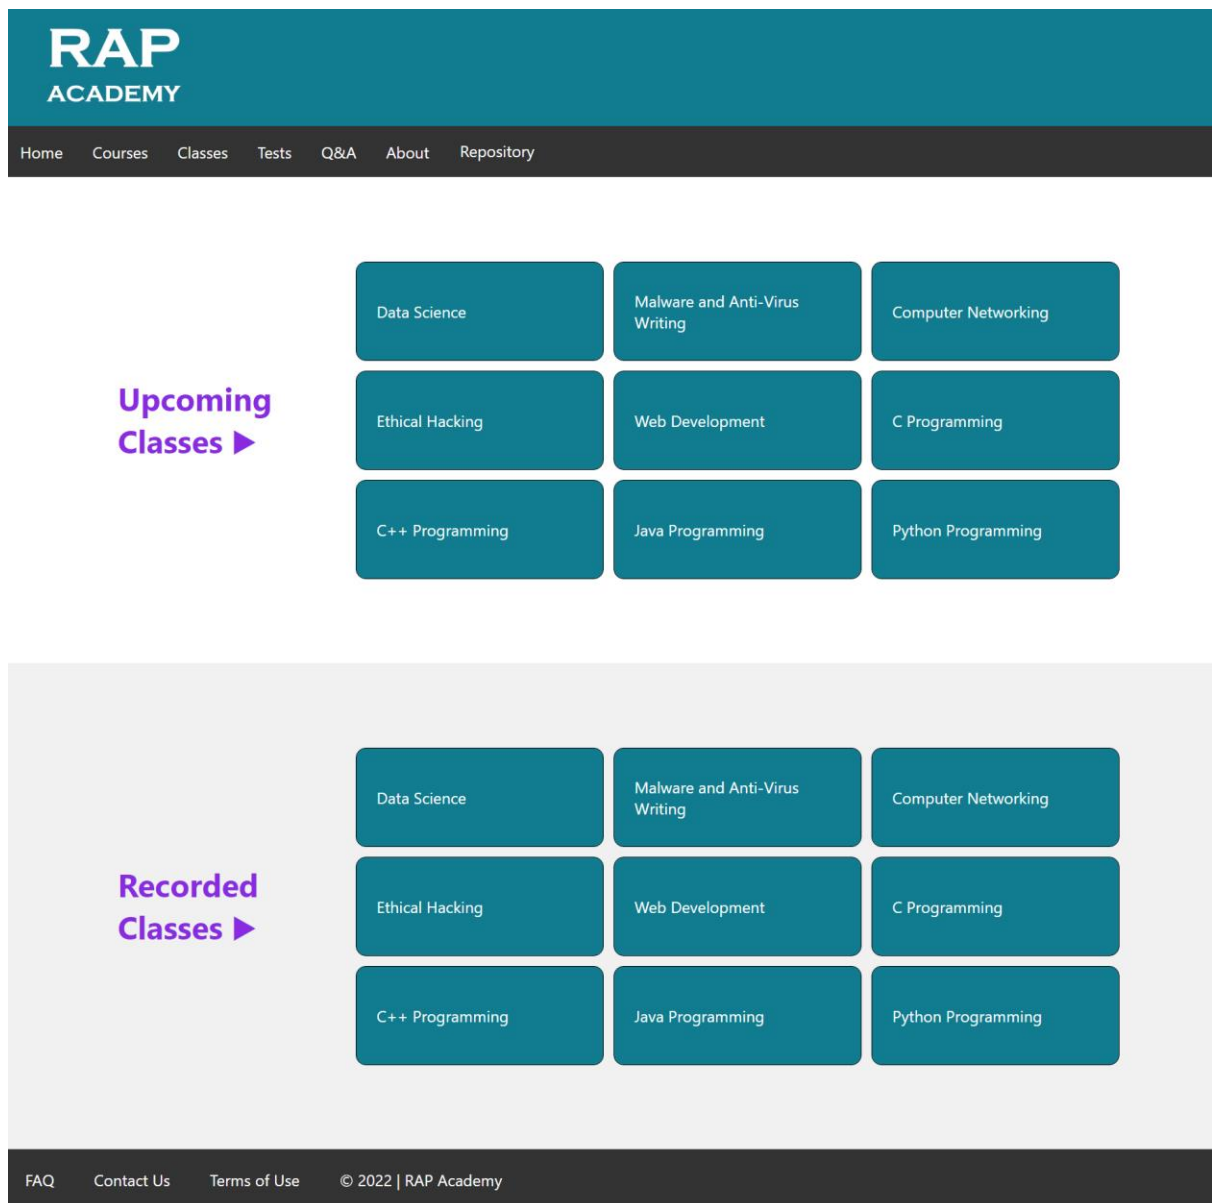 RAP
ACADEMY
Home Courses Classes Tests Q&A About Repository
Upcoming
Classes ▶
Data Science
Malware and Anti-Virus
Writing
Computer Networking
Ethical Hacking
Web Development
C Programming
C++ Programming
Java Programming
Python Programming
Recorded
Classes ▶
Data Science
Malware and Anti-Virus
Writing
Computer Networking
Ethical Hacking
Web Development
C Programming
C++ Programming
Java Programming
Python Programming
FAQ Contact Us Terms of Use © 2022 | RAP Academy